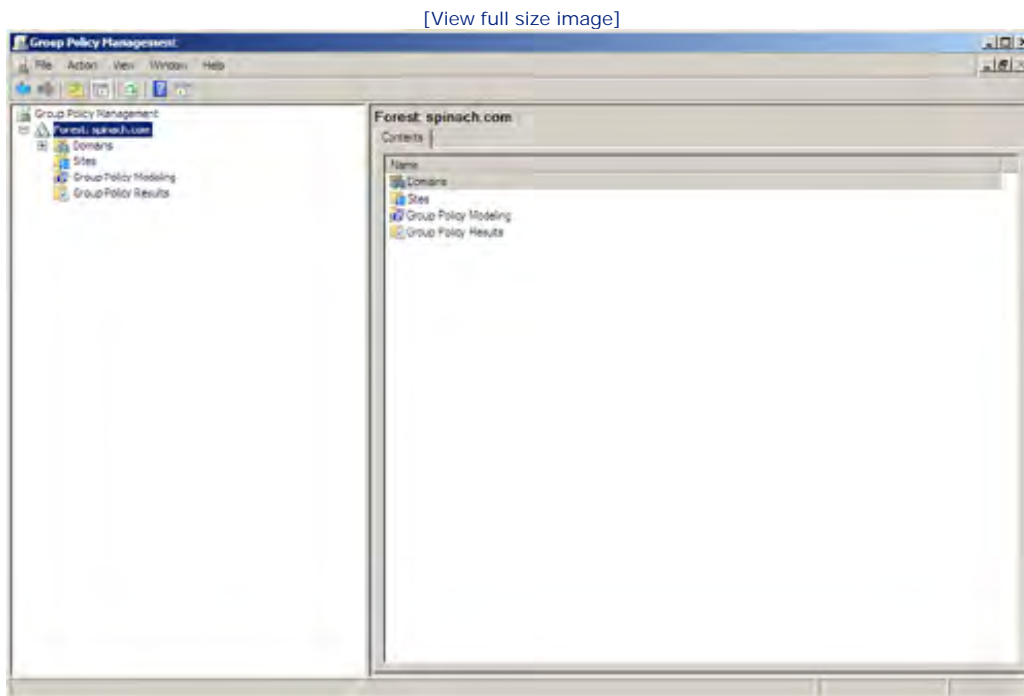 [View full size image]
Group Policy Management
File Action View Window Help
Group Policy Management
Forest: spinach.com
Domains
Sites
Group Policy Modeling
Group Policy Results
Forest: spinach.com
Contents
Name
Domains
Sites
Group Policy Modeling
Group Policy Results